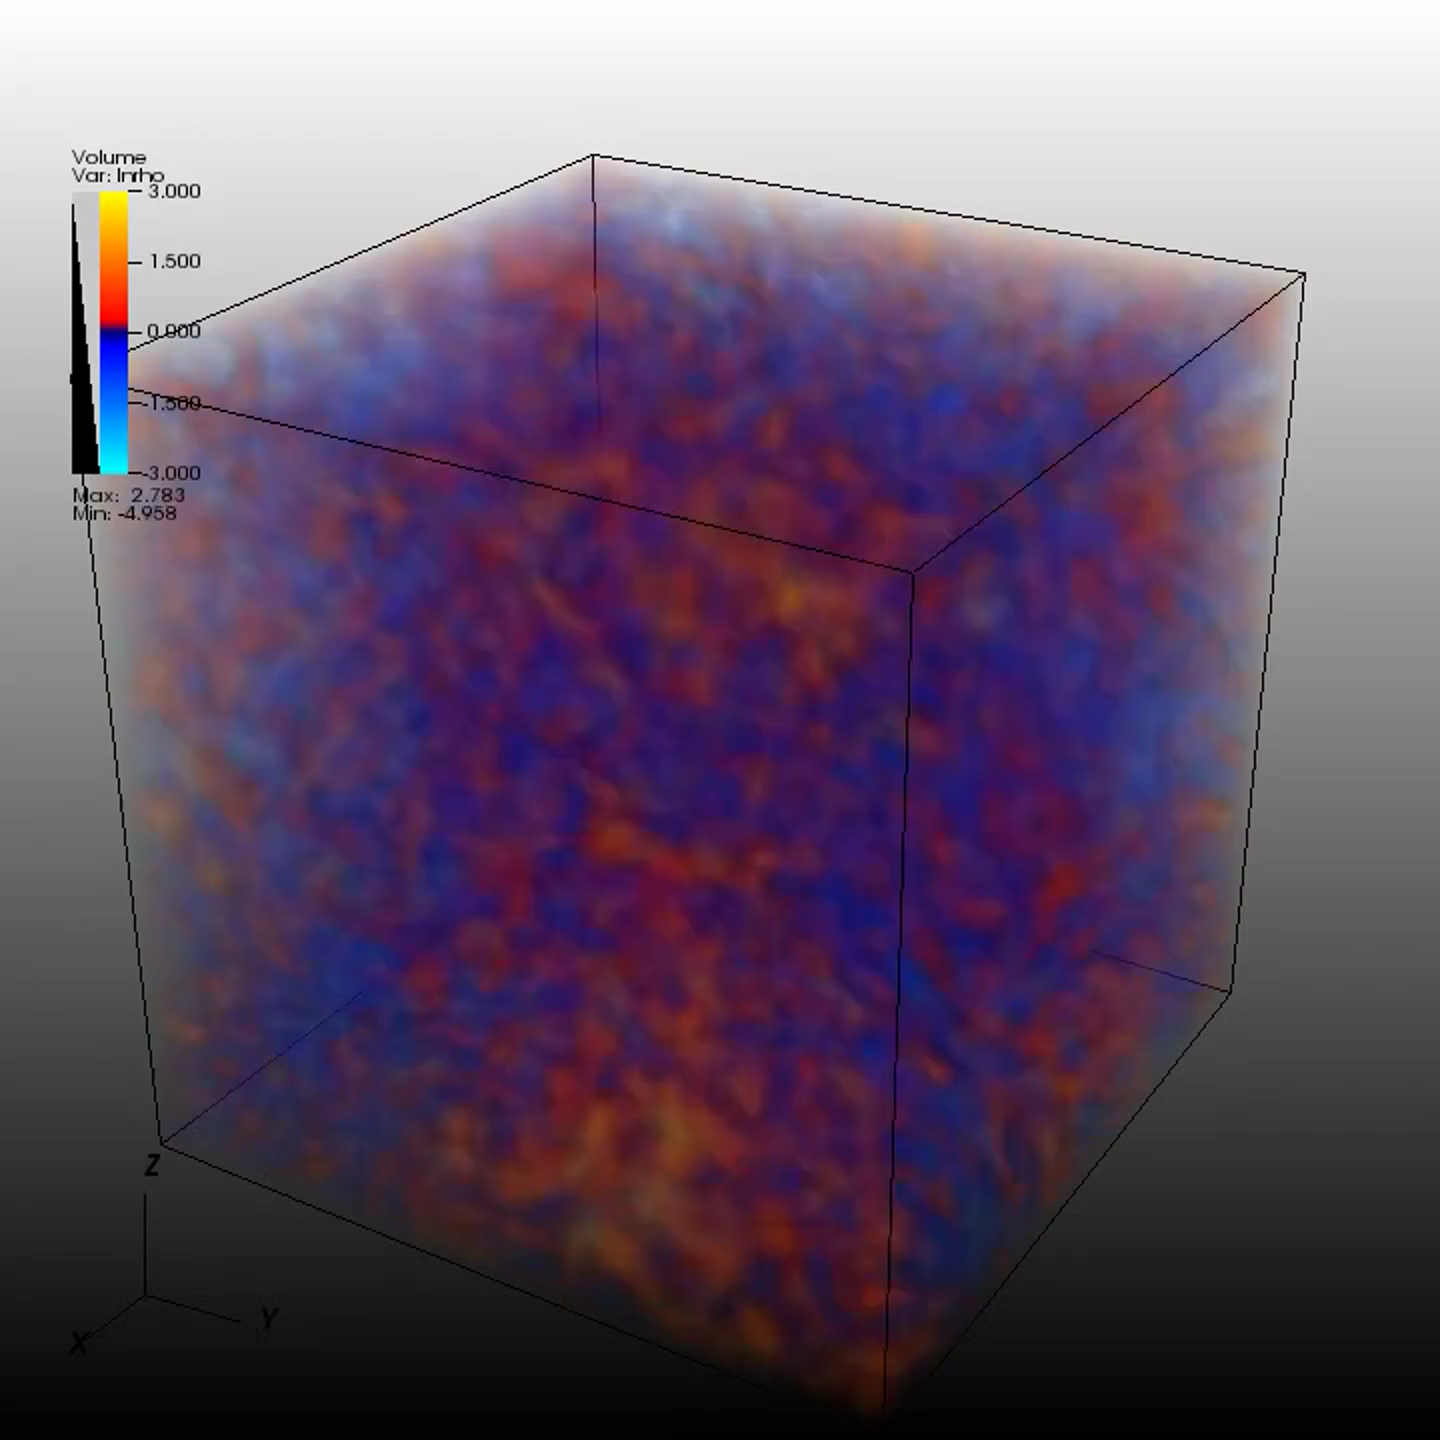 Volume
Var: lnrho
3.000
1.500
0.000
-1.500
-3.000
Max: 2.783
Min: -4.958
Z
Y
X